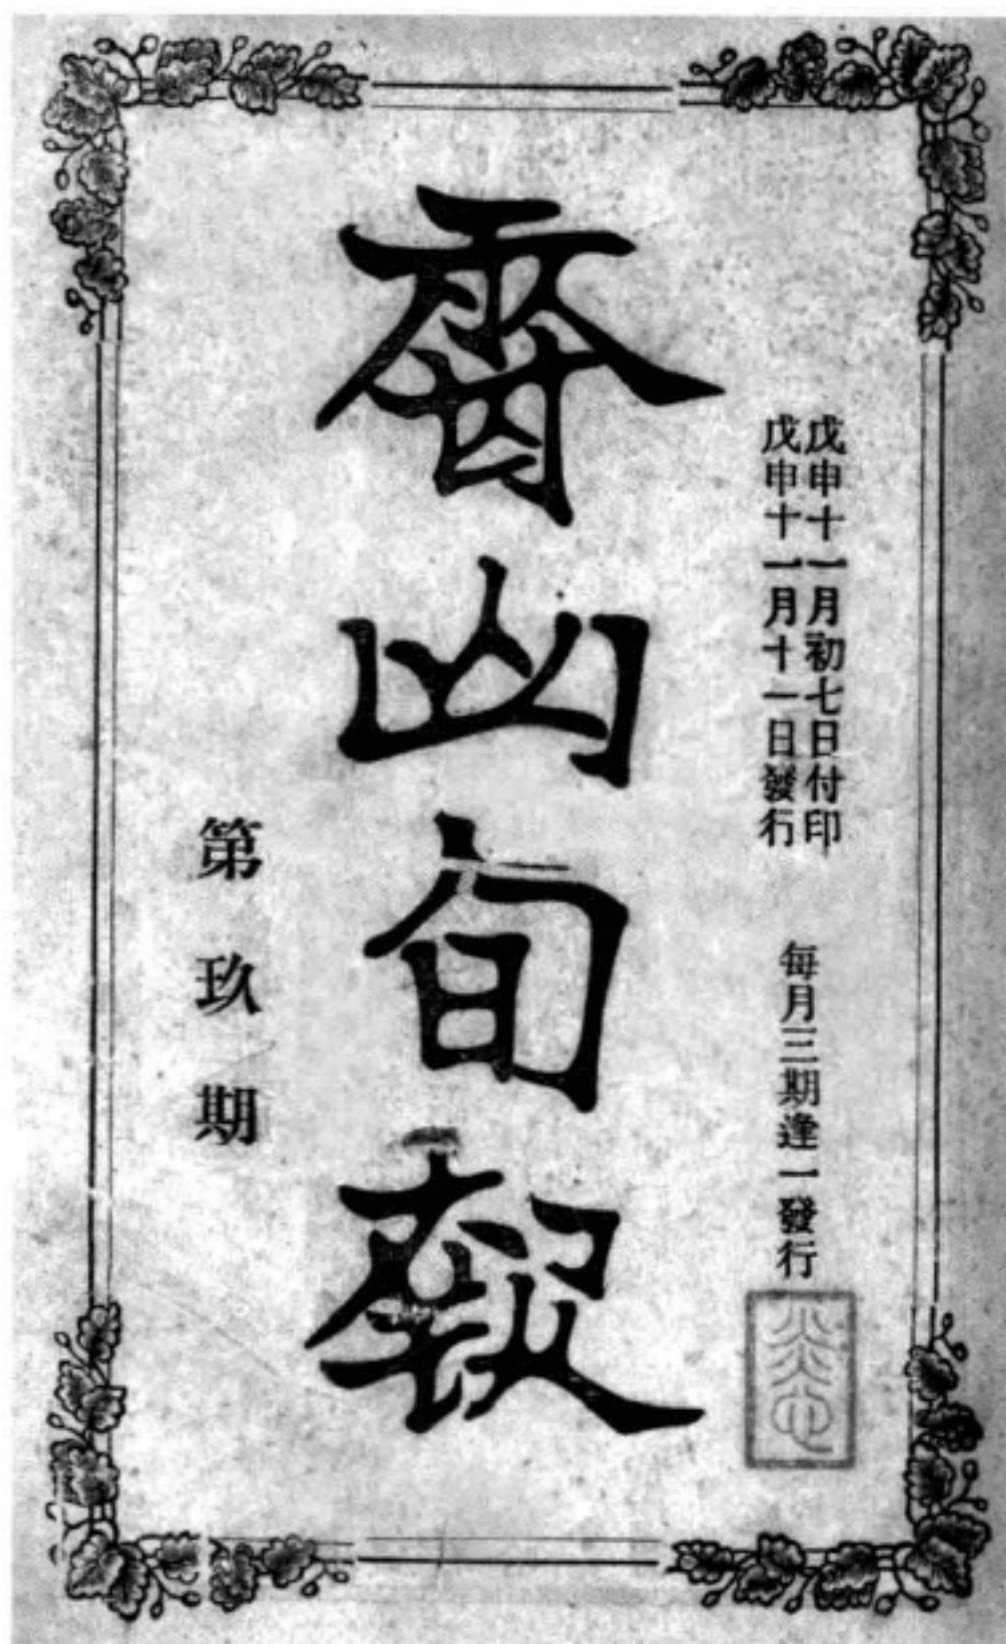 戊申十一月初七日付印
戊申十一月十一日發行
每月三期逢一發行
香山旬報
第玖期